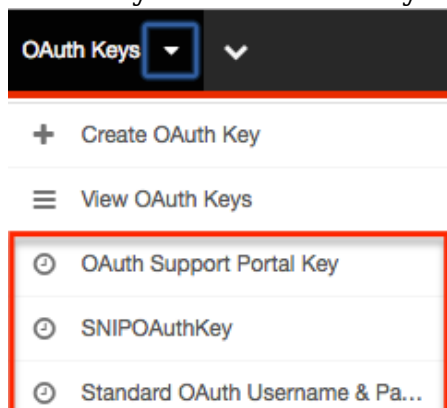 OAuth Keys
Create OAuth Key
View OAuth Keys
OAuth Support Portal Key
SNIPOAuthKey
Standard OAuth Username & Pa...